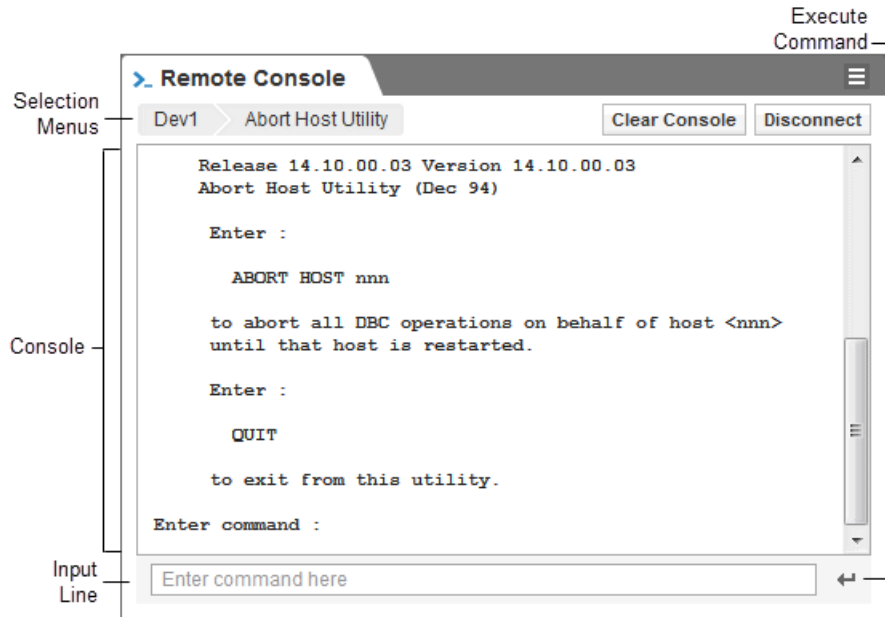 Execute
Command
>_ Remote Console
Selection
Menus
Dev1 Abort Host Utility Clear Console Disconnect
Release 14.10.00.03 Version 14.10.00.03
Abort Host Utility (Dec 94)
Enter :
ABORT HOST nnn
to abort all DBC operations on behalf of host <nnn>
until that host is restarted.
Console
Enter :
QUIT
to exit from this utility.
Enter command :
Input
Line
Enter command here